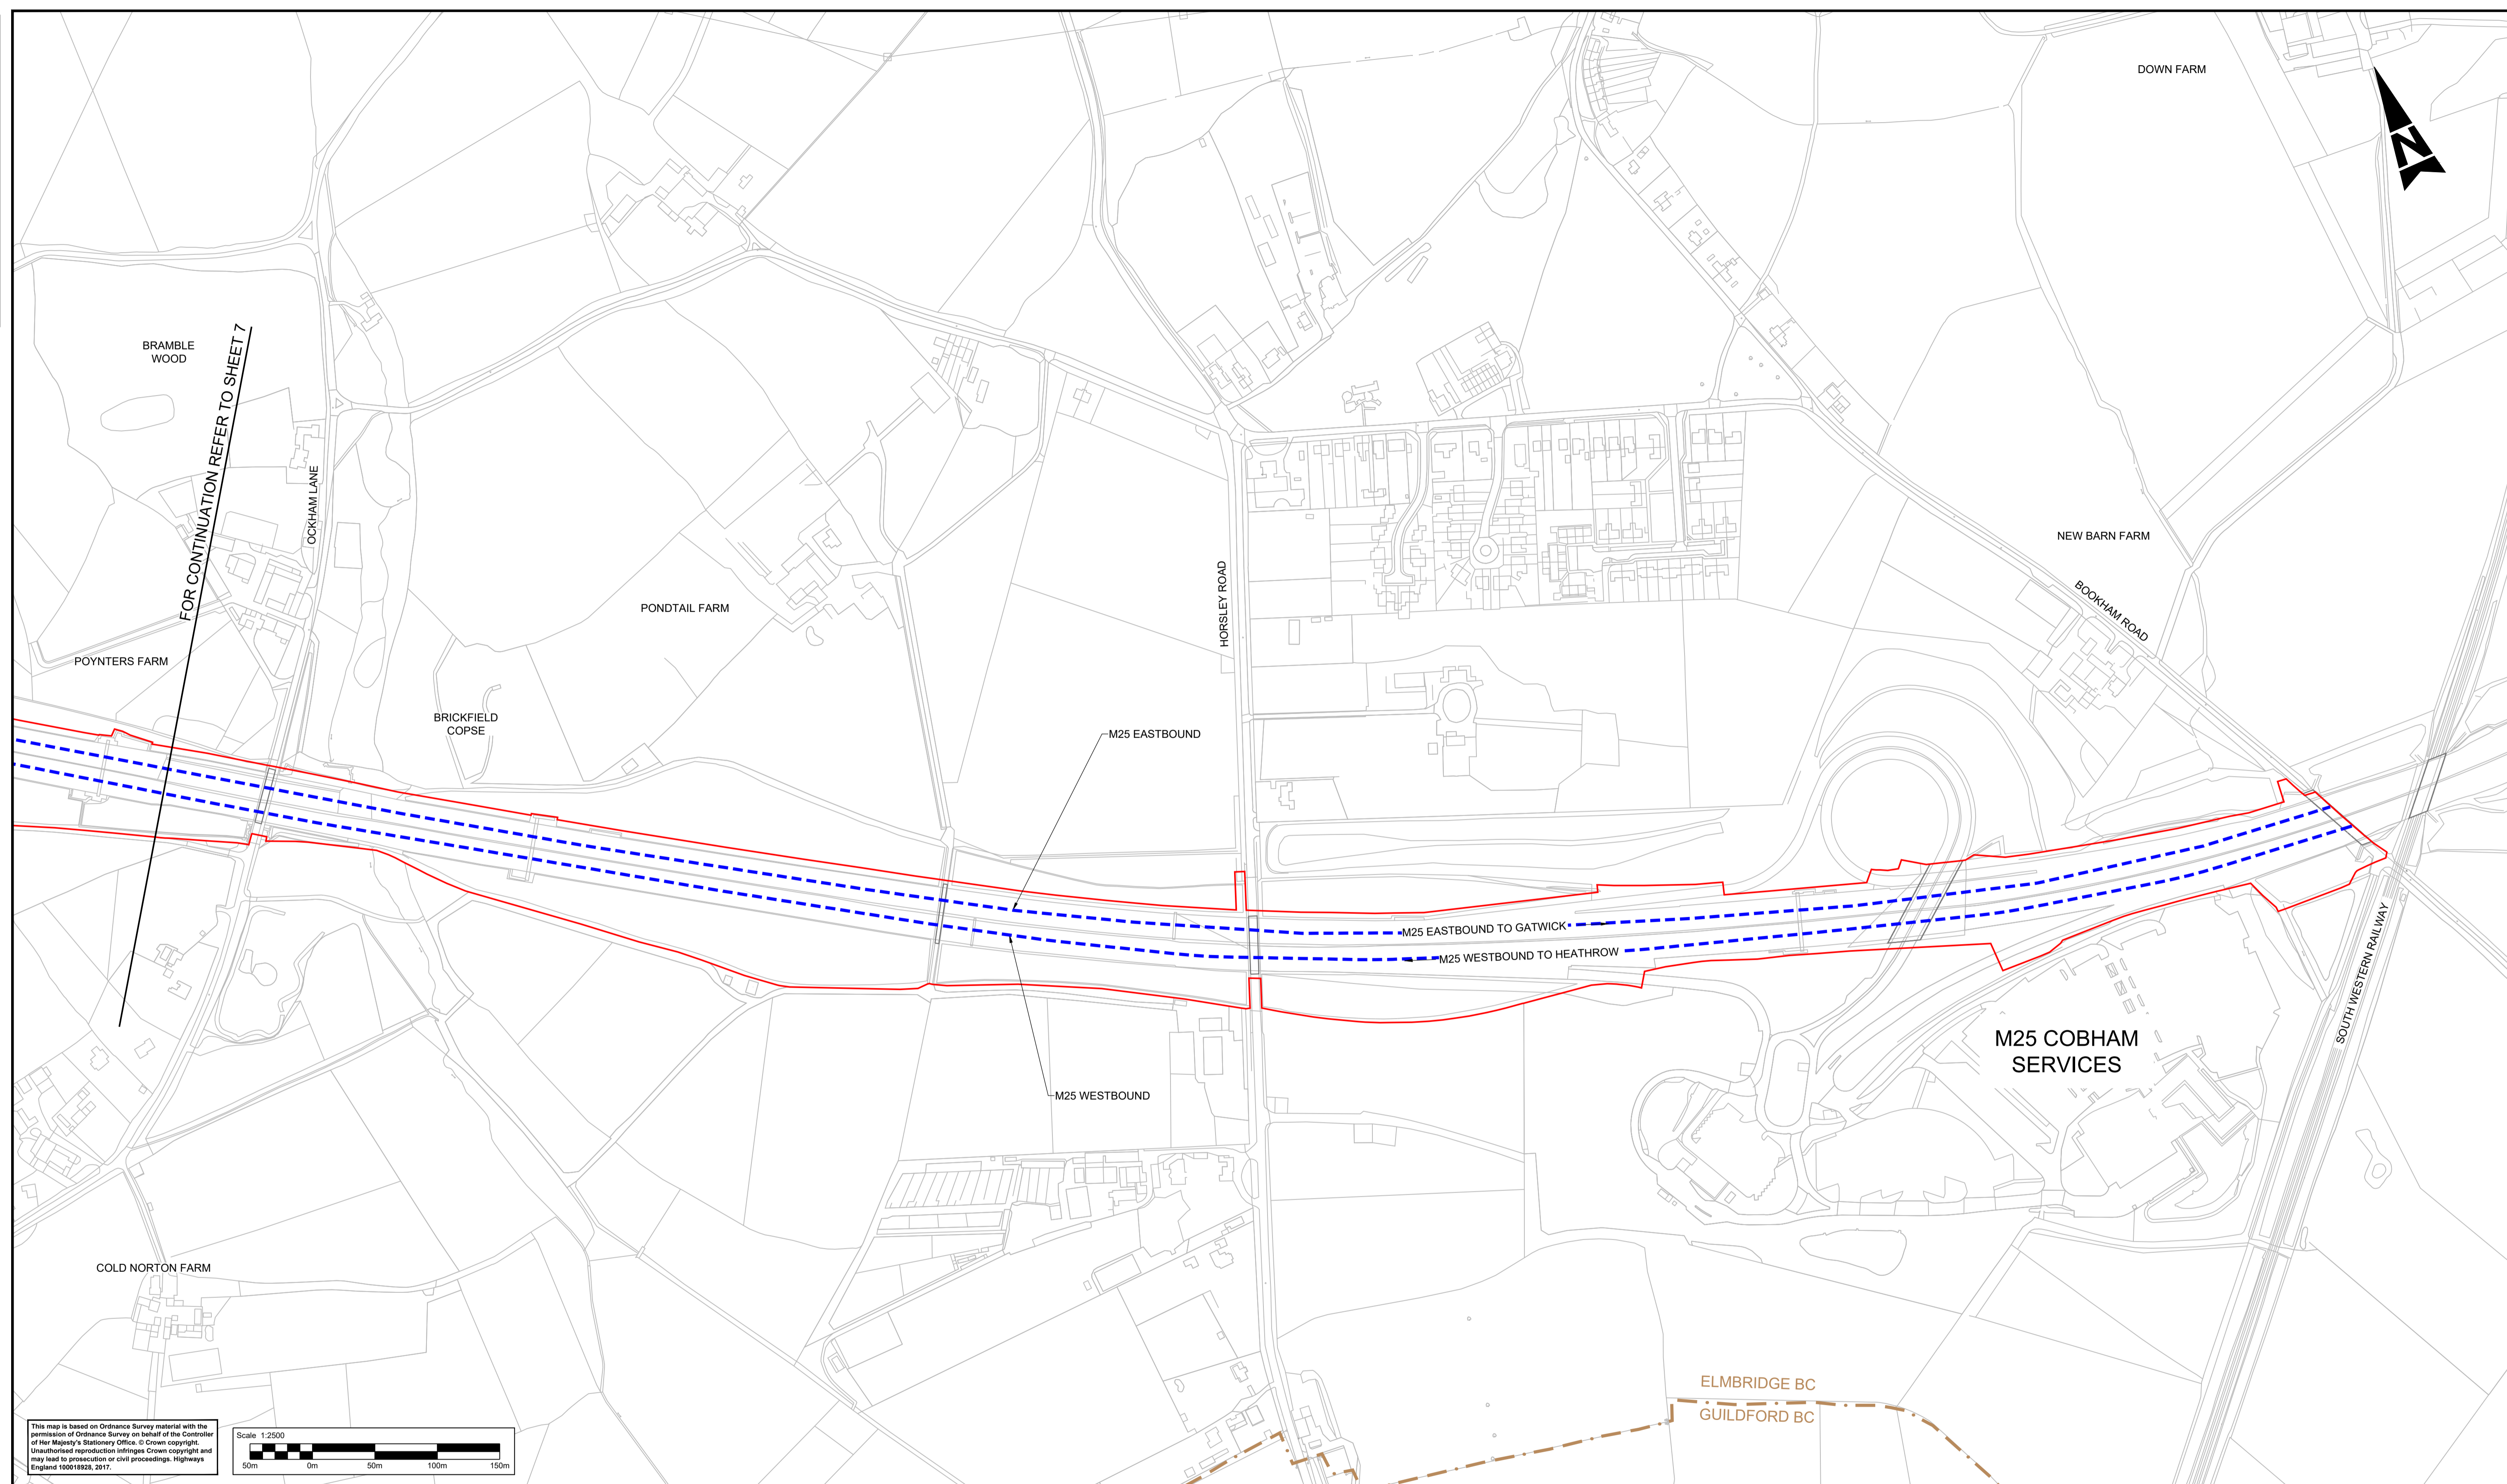 DOWN FARM
N
BRAMBLE
WOOD
FOR CONTINUATION REFER TO SHEET 7
OCKHAM LANE
HORSLEY ROAD
NEW BARN FARM
BOOKHAM ROAD
PONDTAIL FARM
POYNTERS FARM
BRICKFIELD
COPSE
M25 EASTBOUND
M25 EASTBOUND TO GATWICK
M25 WESTBOUND TO HEATHROW
SOUTH WESTERN RAILWAY
M25 COBHAM
SERVICES
M25 WESTBOUND
COLD NORTON FARM
ELMBRIDGE BC
GUILDFORD BC
This map is based on Ordnance Survey material with the
permission of Ordnance Survey on behalf of the Controller
of Her Majesty's Stationery Office. © Crown copyright.
Unauthorised reproduction infringes Crown copyright and
may lead to prosecution or civil proceedings. Highways
England 100018928, 2017.
Scale 1:2500
50m 0m 50m 100m 150m